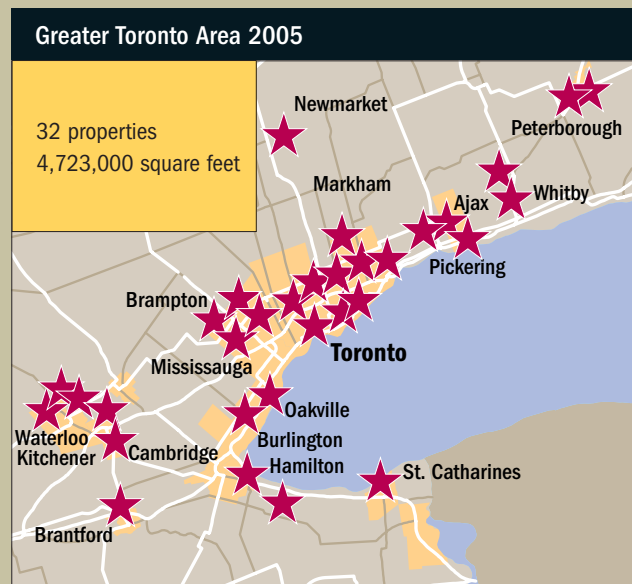 Greater Toronto Area 2005
32 properties
4,723,000 square feet
Newmarket
Peterborough
Markham
Ajax
Whitby
Pickering
Brampton
Toronto
Mississauga
Oakville
Waterloo
Kitchener
Cambridge
Burlington
Hamilton
St. Catharines
Brantford